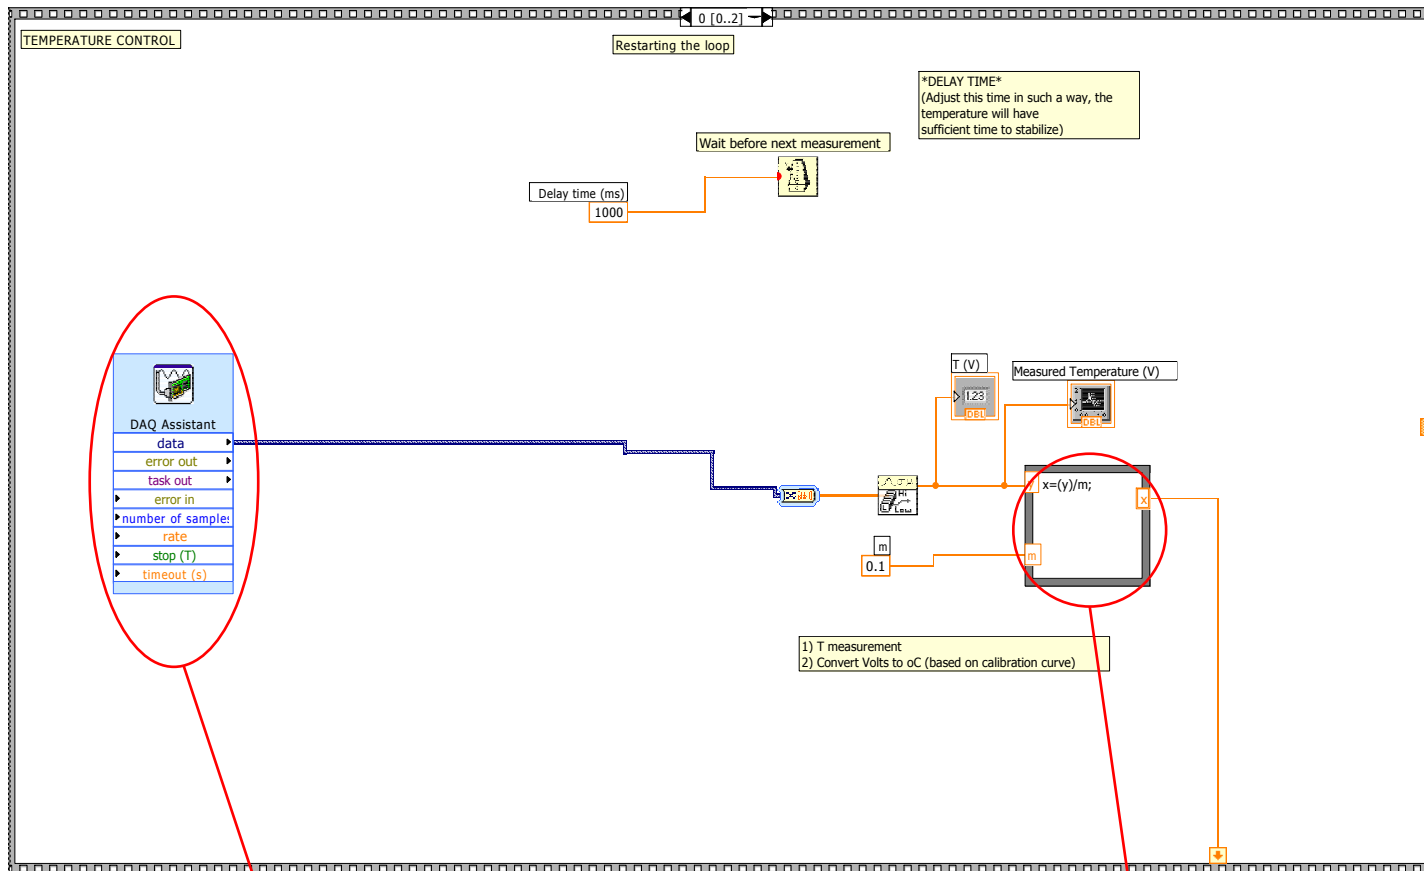 0 [0..2]
TEMPERATURE CONTROL
Restarting the loop
*DELAY TIME*
(Adjust this time in such a way, the
temperature will have
sufficient time to stabilize)
Wait before next measurement
Delay time (ms)
1000
DAQ Assistant
data
error out
task out
error in
number of samples
rate
stop (T)
timeout (s)
T (V)
1.23
DBL
Measured Temperature (V)
DBL
Hi
Low
y
x=(y)/m;
x
m
0.1
m
1) T measurement
2) Convert Volts to oC (based on calibration curve)